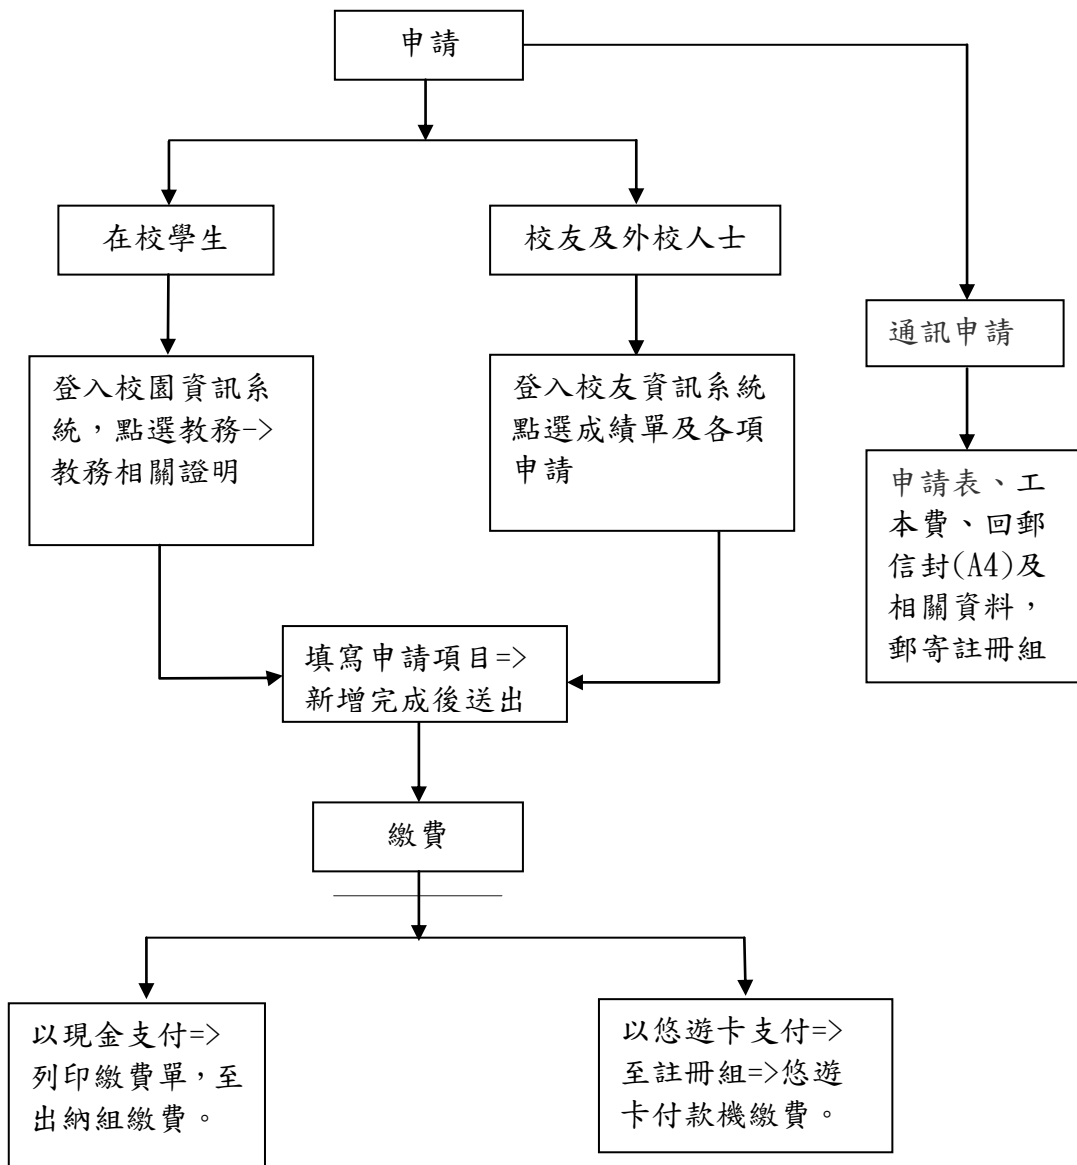 申請
在校學生
校友及外校人士
通訊申請
登入校園資訊系
統，點選教務->
教務相關證明
登入校友資訊系統
點選成績單及各項
申請
申請表、工
本費、回郵
信封(A4)及
相關資料，
郵寄註冊組
填寫申請項目=>
新增完成後送出
繳費
以現金支付=>
列印繳費單，至
出納組繳費。
以悠遊卡支付=>
至註冊組=>悠遊
卡付款機繳費。